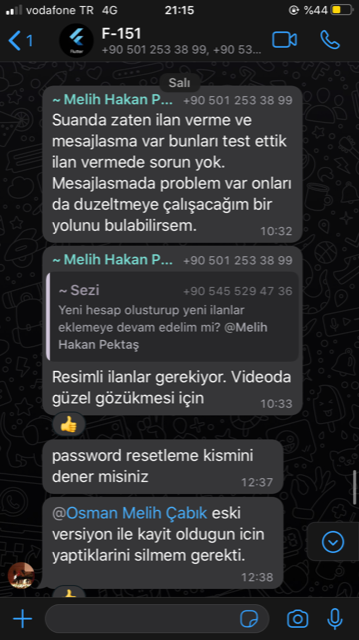 vodafone TR 4G 21:15 %44
1 F-151
+90 501 253 38 99, +90 53...
Salı
~ Melih Hakan P... +90 501 253 38 99
Suanda zaten ilan verme ve
mesajlasma var bunları test ettik
ilan vermede sorun yok.
Mesajlasmada problem var onları
da duzeltmeye çalışacağım bir
yolunu bulabilirsem.
10:32
~ Melih Hakan P... +90 501 253 38 99
~ Sezi +90 545 529 47 36
Yeni hesap olusturup yeni ilanlar
eklemeye devam edelim mi? @Melih
Hakan Pektaş
Resimli ilanlar gerekiyor. Videoda
güzel gözükmesi için
10:33
password resetleme kismini
dener misiniz
12:37
@Osman Melih Çabık eski
versiyon ile kayit oldugun icin
yaptiklarini silmem gerekti.
12:38